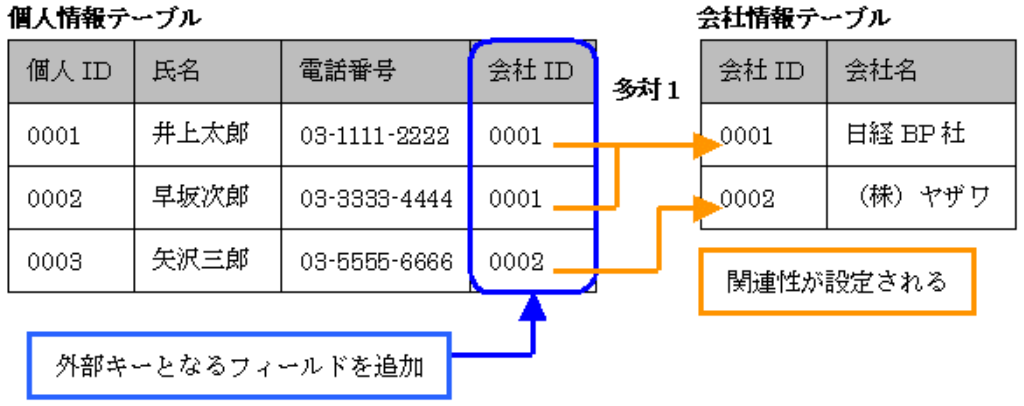 個人情報テーブル
会社情報テーブル
個人 ID 氏名 電話番号 会社 ID
多対1
会社 ID 会社名
0001 井上太郎 03-1111-2222 0001
0001 日経 BP 社
0002 早坂次郎 03-3333-4444 0001
0002 （株）ヤザワ
0003 矢沢三郎 03-5555-6666 0002
関連性が設定される
外部キーとなるフィールドを追加